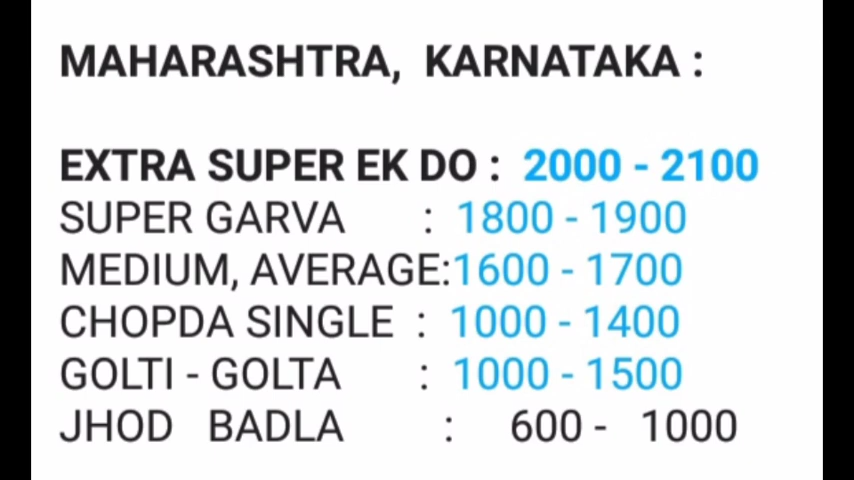 MAHARASHTRA, KARNATAKA :
EXTRA SUPER EK DO : 2000 - 2100
SUPER GARVA : 1800 - 1900
MEDIUM, AVERAGE:1600 - 1700
CHOPDA SINGLE : 1000 - 1400
GOLTI - GOLTA : 1000 - 1500
JHOD BADLA : 600 - 1000